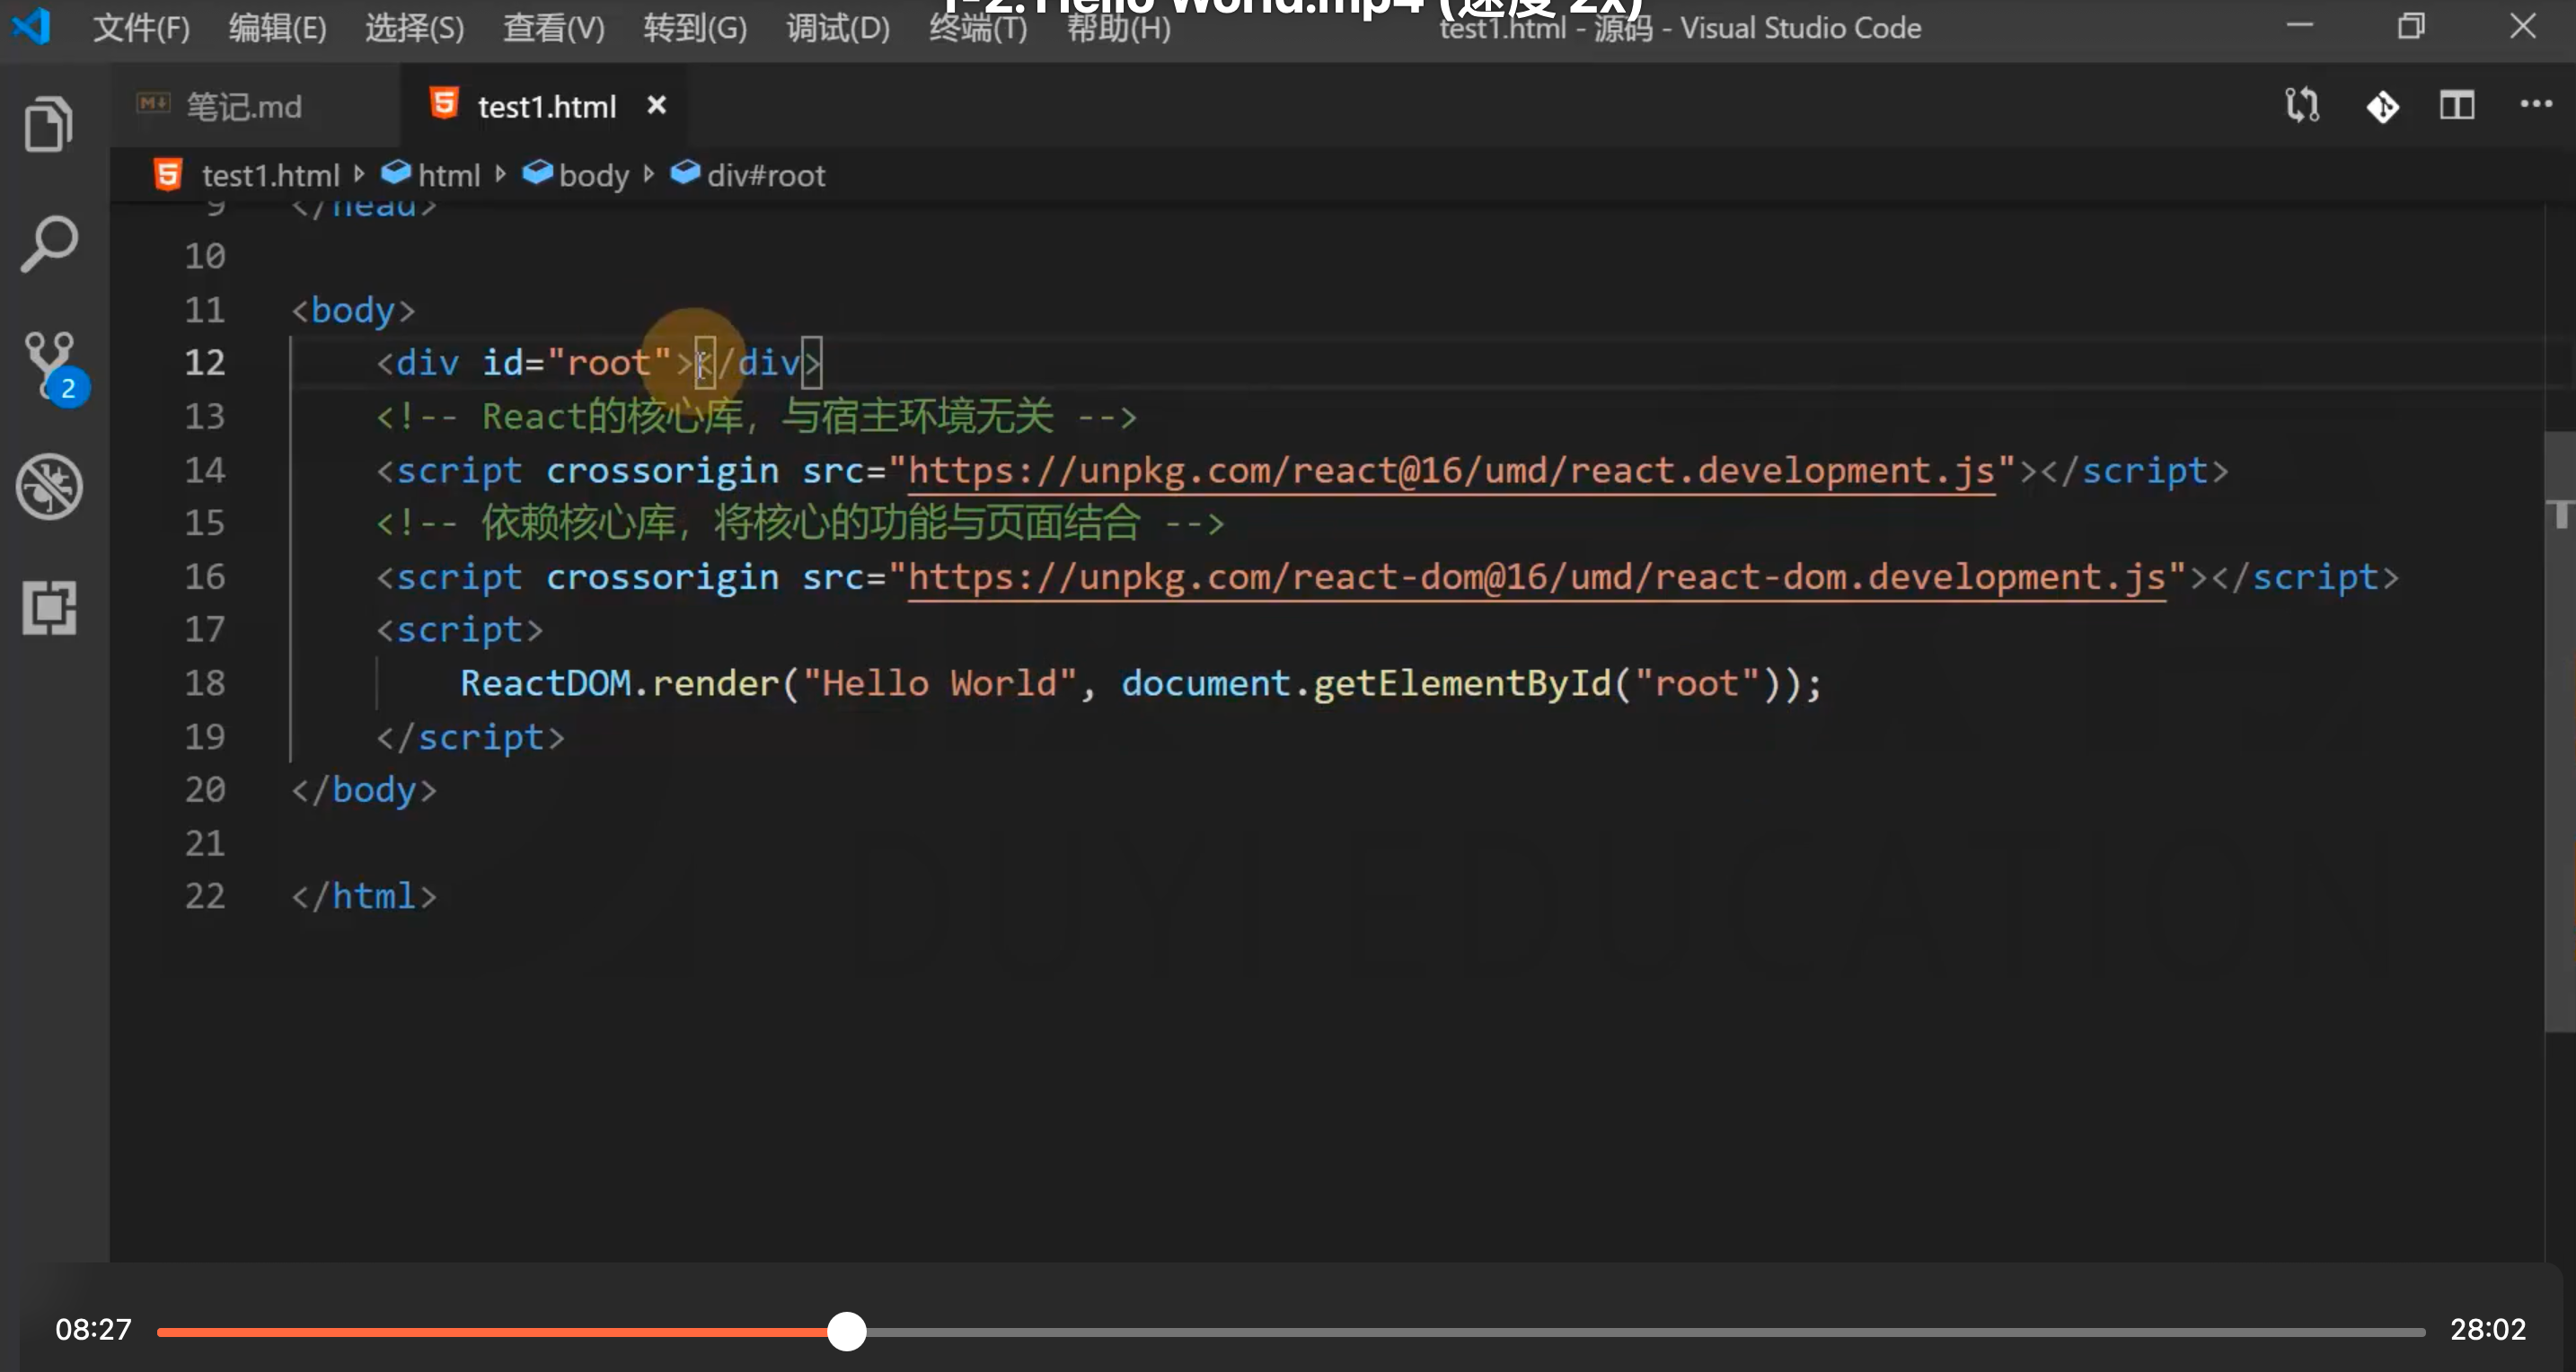 1-2. Hello World.mp4 (速度 2x)
文件(F) 编辑(E) 选择(S) 查看(V) 转到(G) 调试(D) 终端(T) 帮助(H) test1.html - 源码 - Visual Studio Code
笔记.md test1.html
test1.html html body div#root
9 </head>
10
11 <body>
12 <div id="root"></div>
13 <!-- React的核心库，与宿主环境无关 -->
14 <script crossorigin src="https://unpkg.com/react@16/umd/react.development.js"></script>
15 <!-- 依赖核心库，将核心的功能与页面结合 -->
16 <script crossorigin src="https://unpkg.com/react-dom@16/umd/react-dom.development.js"></script>
17 <script>
18 ReactDOM.render("Hello World", document.getElementById("root"));
19 </script>
20 </body>
21
22 </html>
2
DUYI EDUCATION
08:27 28:02